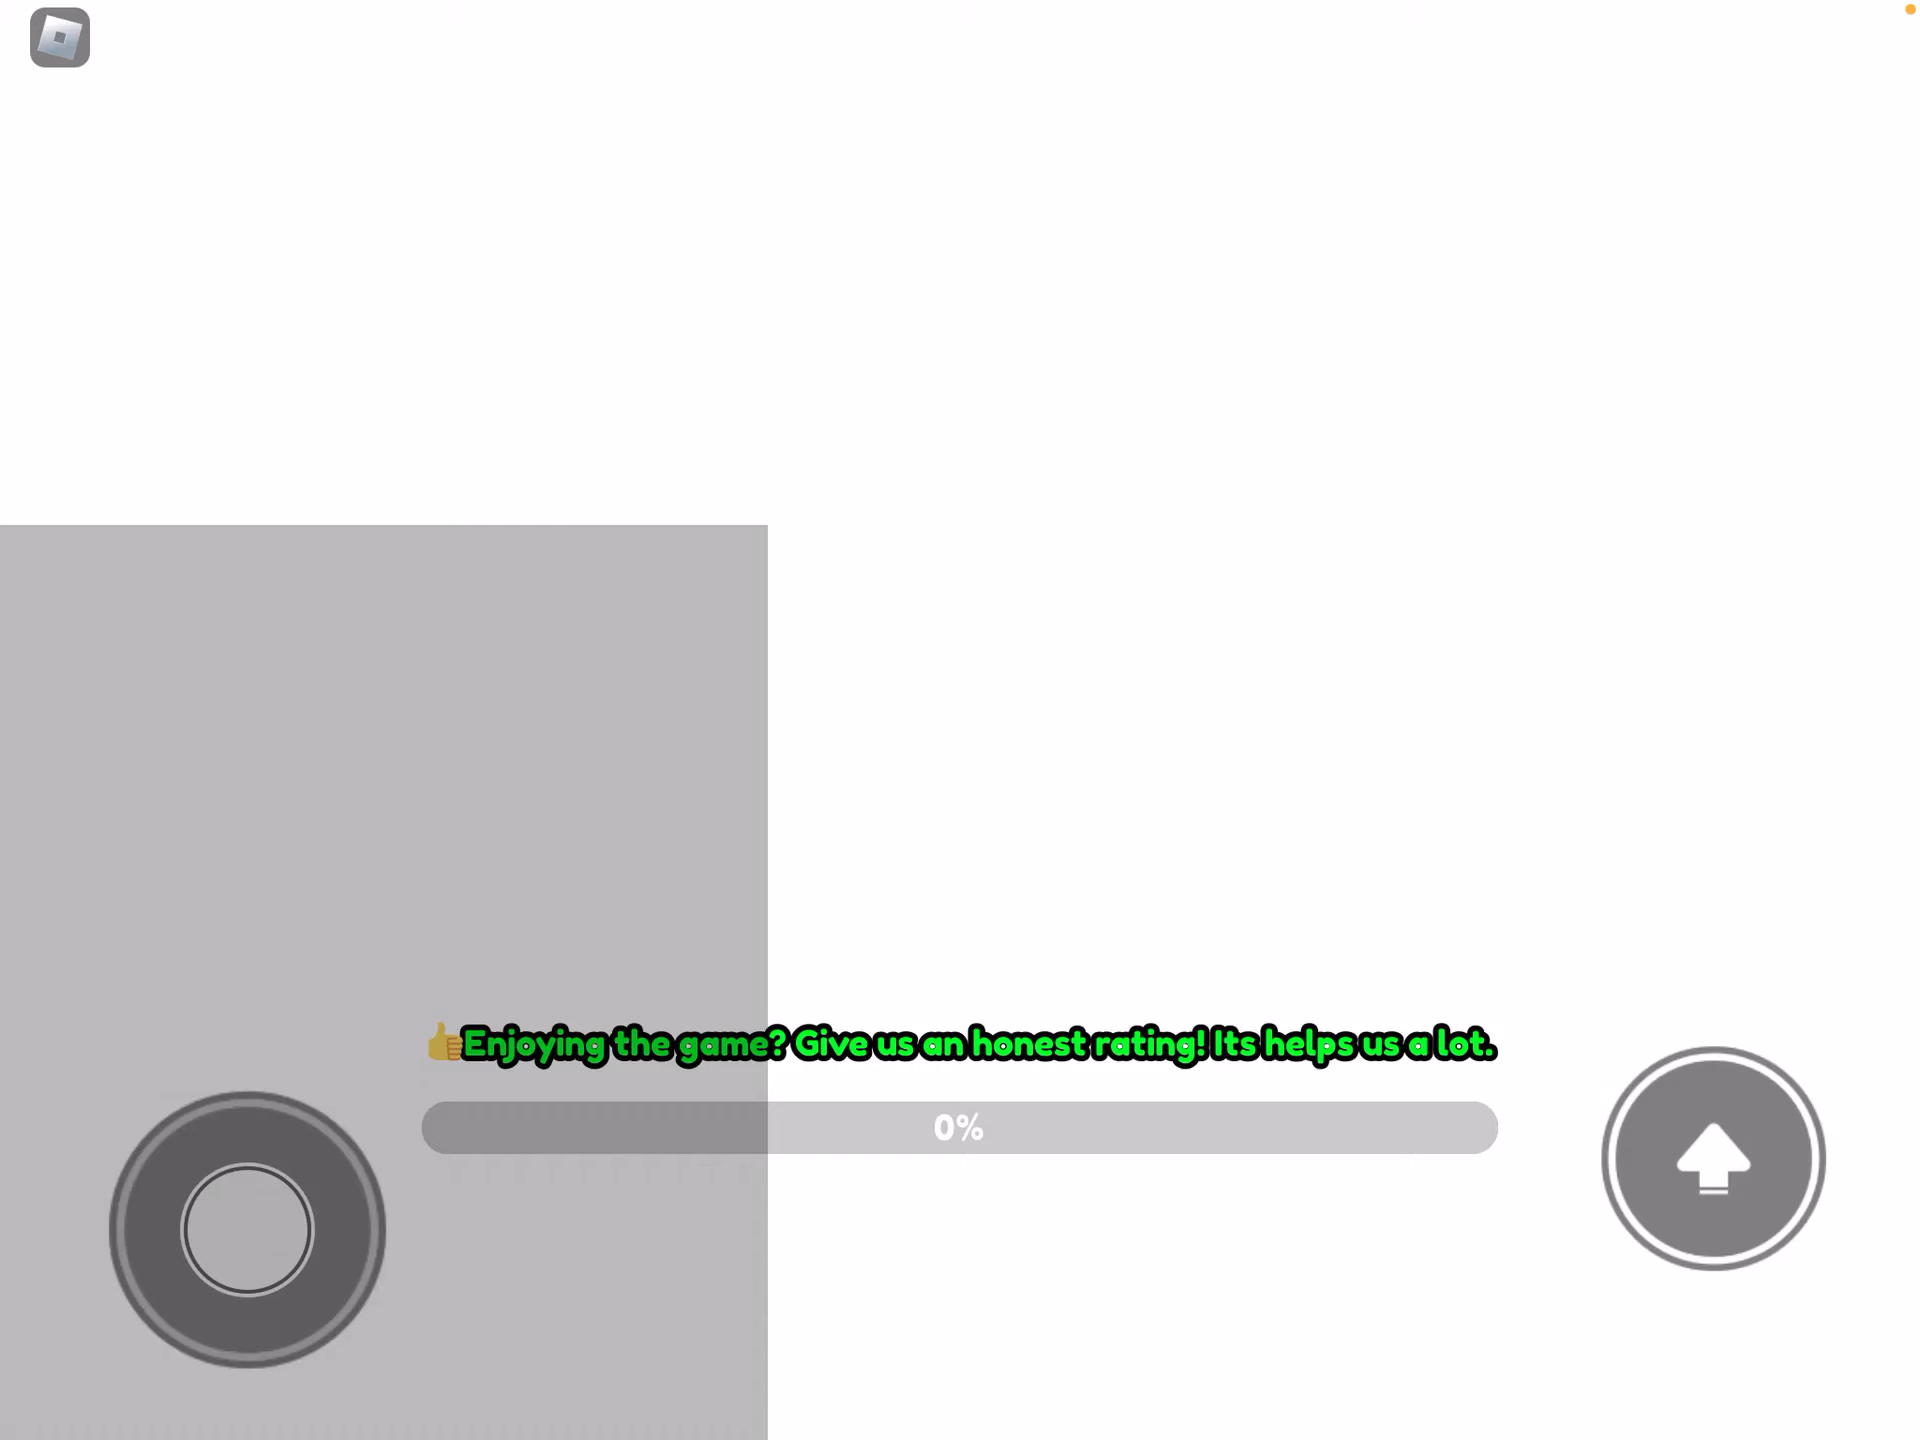 👍Enjoying the game? Give us an honest rating! Its helps us a lot.
0%